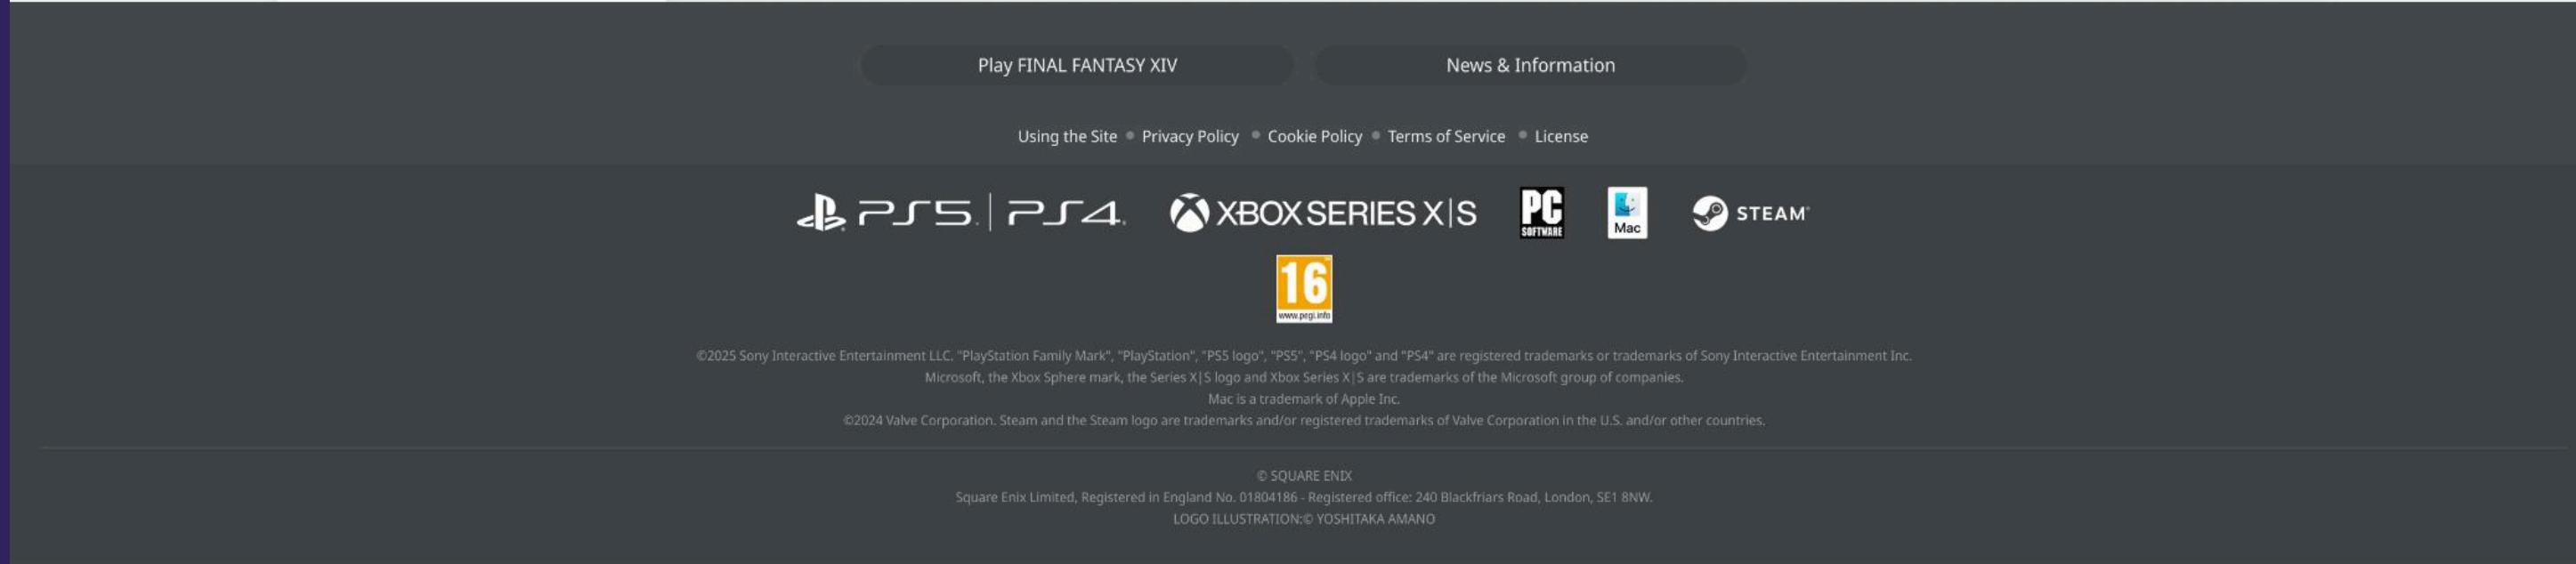 Play FINAL FANTASY XIV
News & Information
Using the Site • Privacy Policy • Cookie Policy • Terms of Service • License
PS5 | PS4 XBOX SERIES X|S PC SOFTWARE Mac STEAM
16
www.pegi.info
©2025 Sony Interactive Entertainment LLC. "PlayStation Family Mark", "PlayStation", "PS5 logo", "PS5", "PS4 logo" and "PS4" are registered trademarks or trademarks of Sony Interactive Entertainment Inc.
Microsoft, the Xbox Sphere mark, the Series X|S logo and Xbox Series X|S are trademarks of the Microsoft group of companies.
Mac is a trademark of Apple Inc.
©2024 Valve Corporation. Steam and the Steam logo are trademarks and/or registered trademarks of Valve Corporation in the U.S. and/or other countries.
© SQUARE ENIX
Square Enix Limited, Registered in England No. 01804186 - Registered office: 240 Blackfriars Road, London, SE1 8NW.
LOGO ILLUSTRATION:© YOSHITAKA AMANO